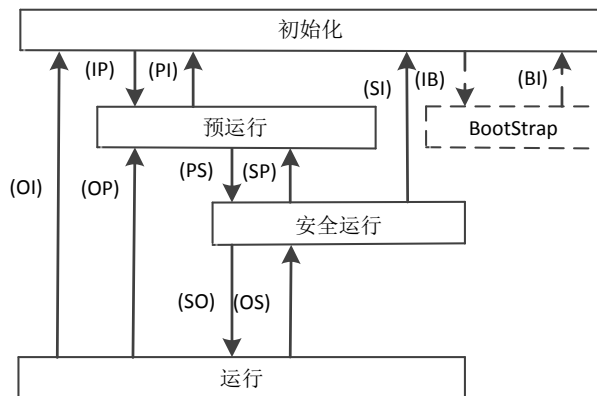 初始化
(IP)
(PI)
(SI)
(IB)
(BI)
预运行
BootStrap
(OI)
(OP)
(PS)
(SP)
安全运行
(SO)
(OS)
运行